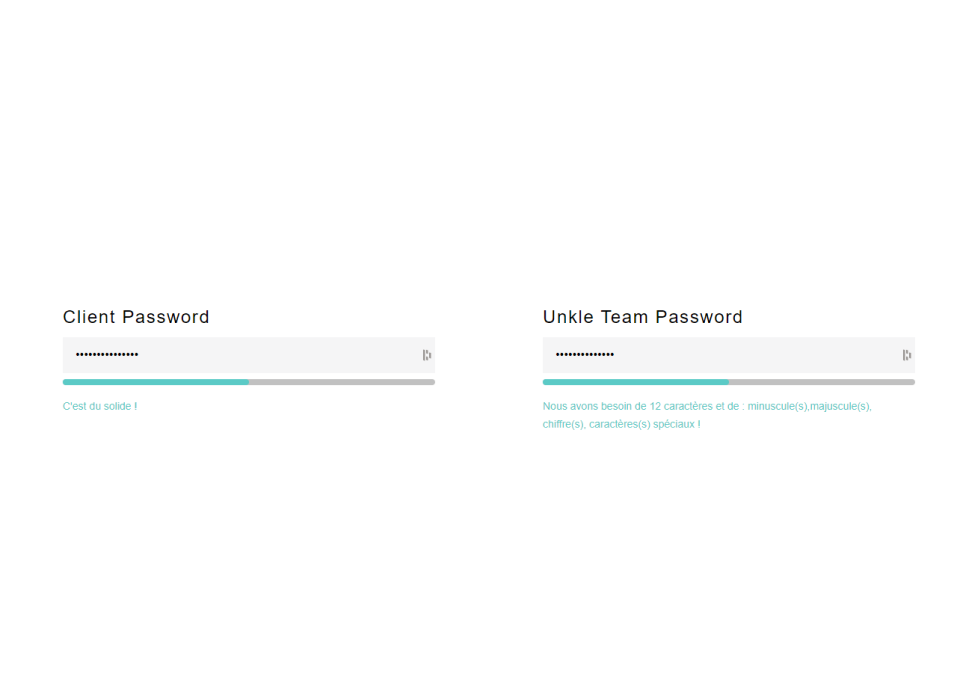 Client Password
•••••••••••••••
C'est du solide !
Unkle Team Password
••••••••••••••
Nous avons besoin de 12 caractères et de : minuscule(s),majuscule(s),
chiffre(s), caractères(s) spéciaux !